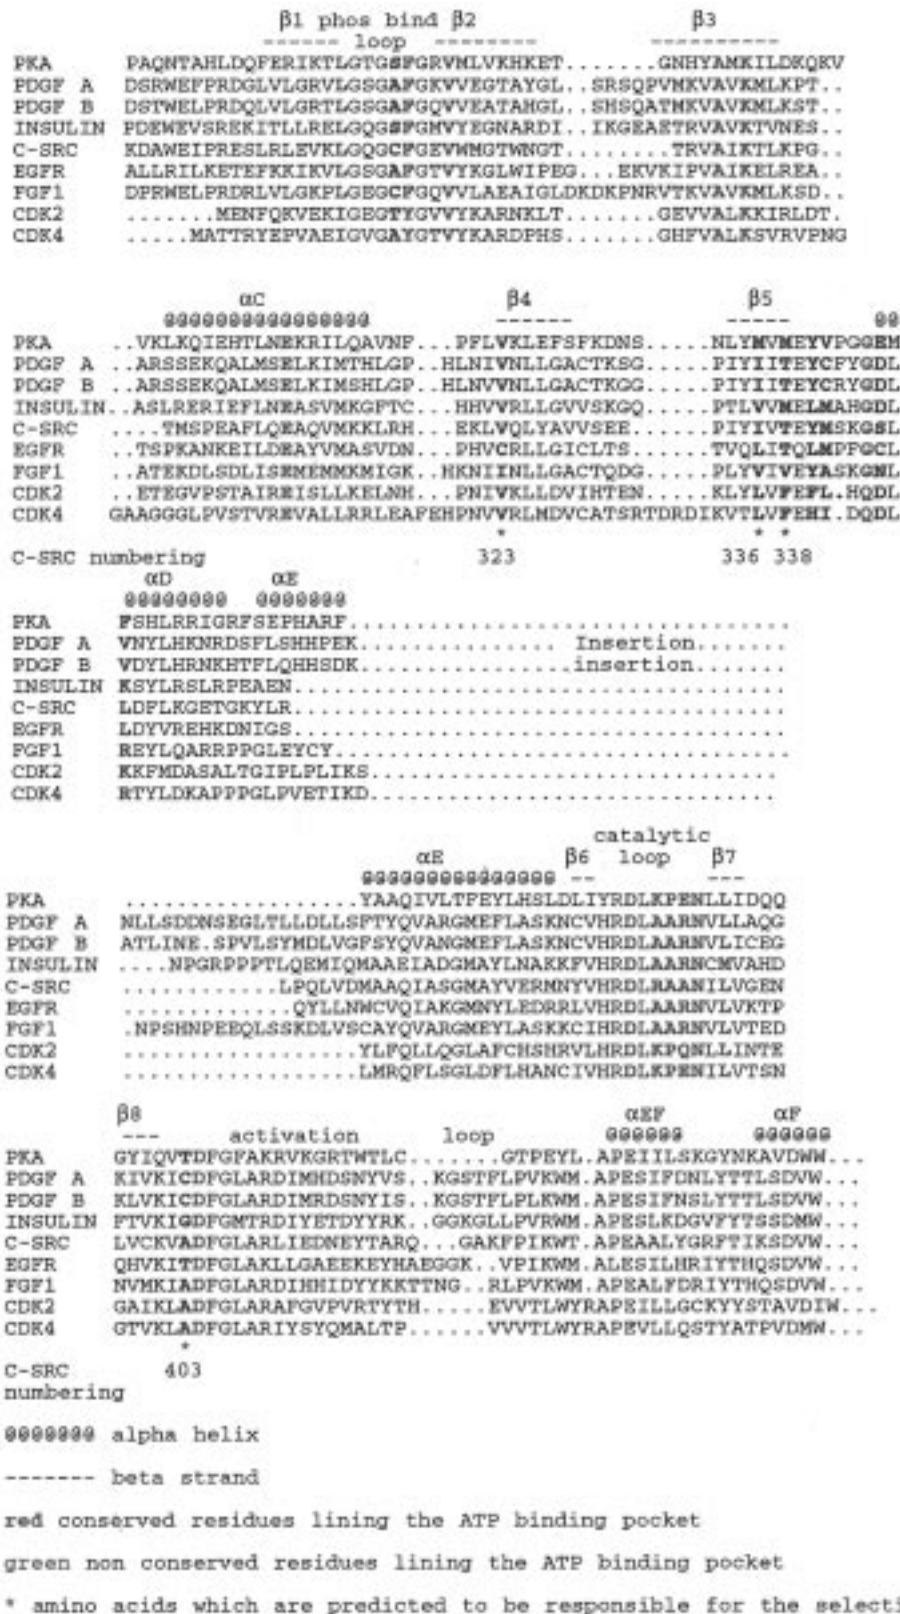 β1 phos bind β2 β3
------ loop -------- ----------
PKA PAQNTAHLDQFERIKTLGTGSFGRVMLVKHKET.......GNHYAMKILDKQKV
PDGF A DSRWEFPRDGLVLGRVLGSGAFGKVVEGTAYGL..SRSQPVMKVAVKMLKPT..
PDGF B DSTWELPRDQLVLGRTLGSGAFGQVVEATAHGL..SHSQATMKVAVKMLKST..
INSULIN PDEWEVSREKITLLRELGQGSFGMVYEGNARDI..IKGEAETRVAVKTVNES..
C-SRC KDAWEIPRESLRLEVKLGQGCFGEVWMGTWNGT........TRVAIKTLKPG..
EGFR ALLRILKETEFKKIKVLGSGAFGTVYKGLWIPEG...EKVKIPVAIKELREA..
FGF1 DPRWELPRDRLVLGKPLGEGCFGQVVLAEAIGLDKDKPNRVTKVAVKMLKSD..
CDK2 .......MENFQKVEKIGEGTYGVVYKARNKLT.......GEVVALKKIRLDT.
CDK4 .....MATTRYEPVAEIGVGAYGTVYKARDPHS.......GHFVALKSVRVPNG
αC β4 β5
@@@@@@@@@@@@@@@@@ ------ ----- @@
PKA ..VKLKQIEHTLNEKRILQAVNF...PFLVKLEFSFKDNS.....NLYMVMEYVPGGEM
PDGF A ..ARSSEKQALMSELKIMTHLGP..HLNIVNLLGACTKSG.....PIYIITEYCFYGDL
PDGF B ..ARSSEKQALMSELKIMSHLGP..HLNVVNLLGACTKGG.....PIYIITEYCRYGDL
INSULIN..ASLRERIEFLNEASVMKGFTC...HHVVRLLGVVSKGQ.....PTLVVMELMAHGDL
C-SRC ....TMSPEAFLQEAQVMKKLRH...EKLVQLYAVVSEE......PIYIVTEYMSKGSL
EGFR ..TSPKANKEILDEAYVMASVDN...PHVCRLLGICLTS......TVQLITQLMPFGCL
FGF1 ..ATEKDLSDLISEMEMMKMIGK..HKNIINLLGACTQDG.....PLYVIVEYASKGNL
CDK2 ..ETEGVPSTAIREISLLKELNH...PNIVKLLDVIHTEN.....KLYLVFEFL.HQDL
CDK4 GAAGGGLPVSTVREVALLRRLEAFEHPNVVRLMDVCATSRTDRDIKVTLVFEHI.DQDL
* * *
C-SRC numbering 323 336 338
αD αE
@@@@@@@@ @@@@@@@
PKA FSHLRRIGRFSEPHARF.........................................
PDGF A VNYLHKNRDSFLSHHPEK.................. Insertion.......
PDGF B VDYLHRNKHTFLQHHSDK...................insertion.......
INSULIN KSYLRSLRPEAEN..............................................
C-SRC LDFLKGETGKYLR..............................................
EGFR LDYVREHKDNIGS..............................................
FGF1 REYLQARRPPGLEYCY...........................................
CDK2 KKFMDASALTGIPLPLIKS.......................................
CDK4 RTYLDKAPPPGLPVETIKD.......................................
catalytic
αE β6 loop β7
@@@@@@@@@@@@@@@@ -- ---
PKA ..................YAAQIVLTFEYLHSLDLIYRDLKPENLLIDQQ
PDGF A NLLSDDNSEGLTLLDLLSFTYQVARGMEFLASKNCVHRDLAARNVLLAQG
PDGF B ATLINE.SPVLSYMDLVGFSYQVANGMEFLASKNCVHRDLAARNVLICEG
INSULIN ....NPGRPPPTLQEMIQMAAEIADGMAYLNAKKFVHRDLAARNCMVAHD
C-SRC ............LPQLVDMAAQIASGMAYVERMNYVHRDLRAANILVGEN
EGFR .............QYLLNWCVQIAKGMNYLEDRRLVHRDLAARNVLVKTP
FGF1 .NPSHNPEEQLSSKDLVSCAYQVARGMEYLASKKCIHRDLAARNVLVTED
CDK2 ..................YLFQLLQGLAFCHSHRVLHRDLKPQNLLINTE
CDK4 ..................LMRQFLSGLDFLHANCIVHRDLKPENILVTSN
β8 αEF αF
--- activation loop @@@@@@ @@@@@@
PKA GYIQVTDFGFAKRVKGRTWTLC.......GTPEYL.APEIILSKGYNKAVDWW...
PDGF A KIVKICDFGLARDIMHDSNYVS..KGSTFLPVKWM.APESIFDNLYTTLSDVW...
PDGF B KLVKICDFGLARDIMRDSNYIS..KGSTFLPLKWM.APESIFNSLYTTLSDVW...
INSULIN FTVKIGDFGMTRDIYETDYYRK..GGKGLLPVRWM.APESLKDGVFYTSSDMW...
C-SRC LVCKVADFGLARLIEDNEYTARQ...GAKFPIKWT.APEAALYGRFTIKSDVW...
EGFR QHVKITDFGLAKLLGAEEKEYHAEGGK..VPIKWM.ALESILHRIYTHQSDVW...
FGF1 NVMKIADFGLARDIHHIDYYKKTTNG..RLPVKWM.APEALFDRIYTHQSDVW...
CDK2 GAIKLADFGLARAFGVPVRTYTH.....EVVTLWYRAPEILLGCKYYSTAVDIW...
CDK4 GTVKLADFGLARIYSYQMALTP......VVVTLWYRAPEVLLQSTYATPVDMW...
*
C-SRC 403
numbering
@@@@@@@ alpha helix
------- beta strand
red conserved residues lining the ATP binding pocket
green non conserved residues lining the ATP binding pocket
* amino acids which are predicted to be responsible for the selecti